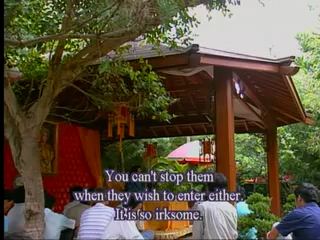 You can't stop them
when they wish to enter either.
It is so irksome.